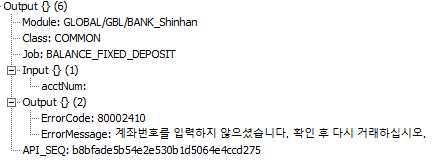 Output {} (6)
Module: GLOBAL/GBL/BANK_Shinhan
Class: COMMON
Job: BALANCE_FIXED_DEPOSIT
Input {} (1)
acctNum:
Output {} (2)
ErrorCode: 80002410
ErrorMessage: 계좌번호를 입력하지 않으셨습니다. 확인 후 다시 거래하십시오.
API_SEQ: b8bfade5b54e2e530b1d5064e4ccd275